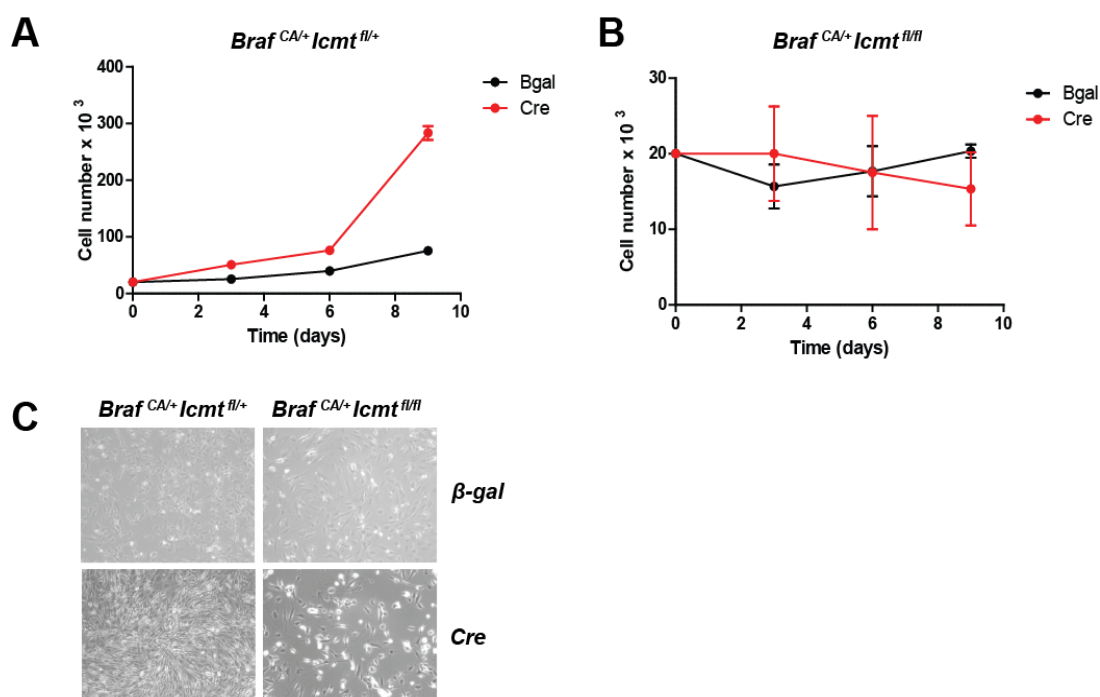 A
Braf CA/+ Icmt fl/+
400
300
200
100
0
Cell number x 10 3
0 2 4 6 8 10
Time (days)
Bgal
Cre
B
Braf CA/+ Icmt fl/fl
30
20
10
0
Cell number x 10 3
0 2 4 6 8 10
Time (days)
Bgal
Cre
C
Braf CA/+ Icmt fl/+ Braf CA/+ Icmt fl/fl
β-gal
Cre